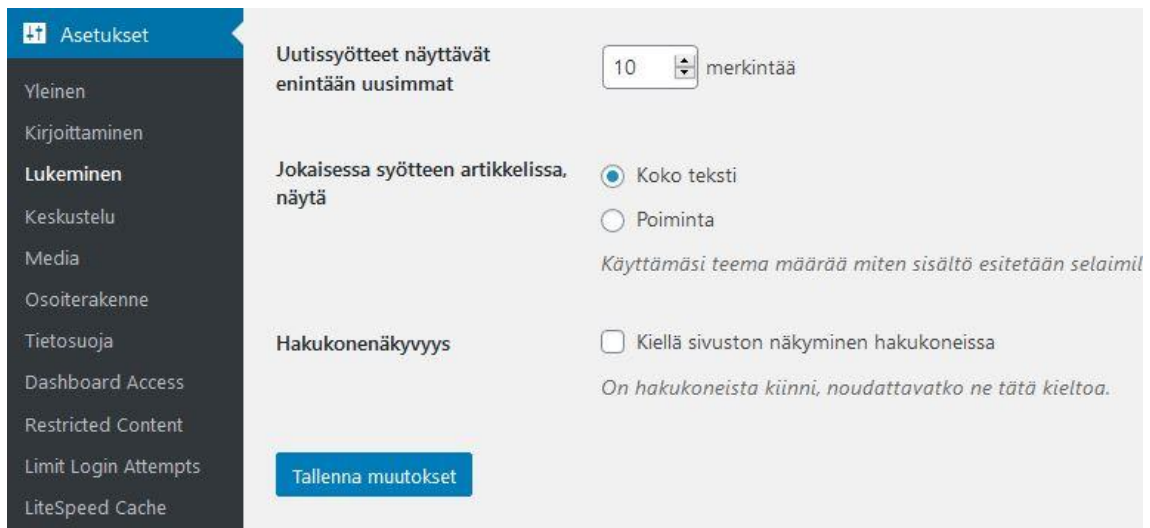 Asetukset
Yleinen
Kirjoittaminen
Lukeminen
Keskustelu
Media
Osoiterakenne
Tietosuoja
Dashboard Access
Restricted Content
Limit Login Attempts
LiteSpeed Cache
Uutissyötteet näyttävät
enintään uusimmat
10 merkintää
Jokaisessa syötteen artikkelissa,
näytä
Koko teksti
Poiminta
Käyttämäsi teema määrää miten sisältö esitetään selaimil
Hakukonenäkyvyys
Kiellä sivuston näkyminen hakukoneissa
On hakukoneista kiinni, noudattavatko ne tätä kieltoa.
Tallenna muutokset